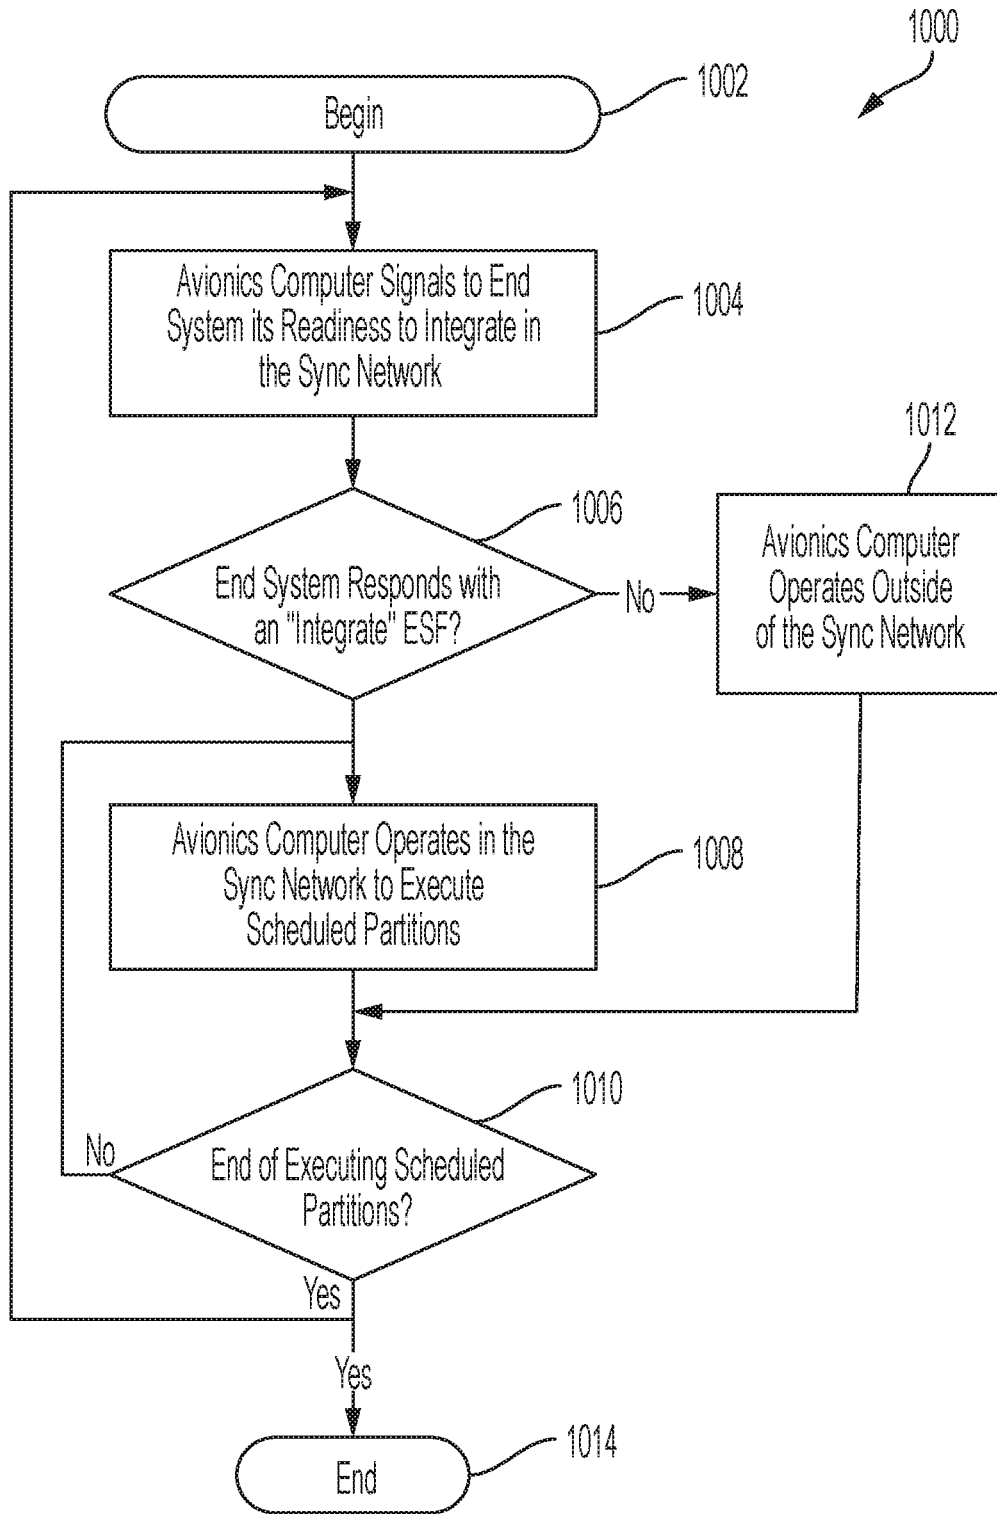 1000
Begin
1002
Avionics Computer Signals to End
System its Readiness to Integrate in
the Sync Network
1004
1006
End System Responds with
an "Integrate" ESF?
No
1012
Avionics Computer
Operates Outside
of the Sync Network
Avionics Computer Operates in the
Sync Network to Execute
Scheduled Partitions
1008
1010
End of Executing Scheduled
Partitions?
No
Yes
Yes
End
1014